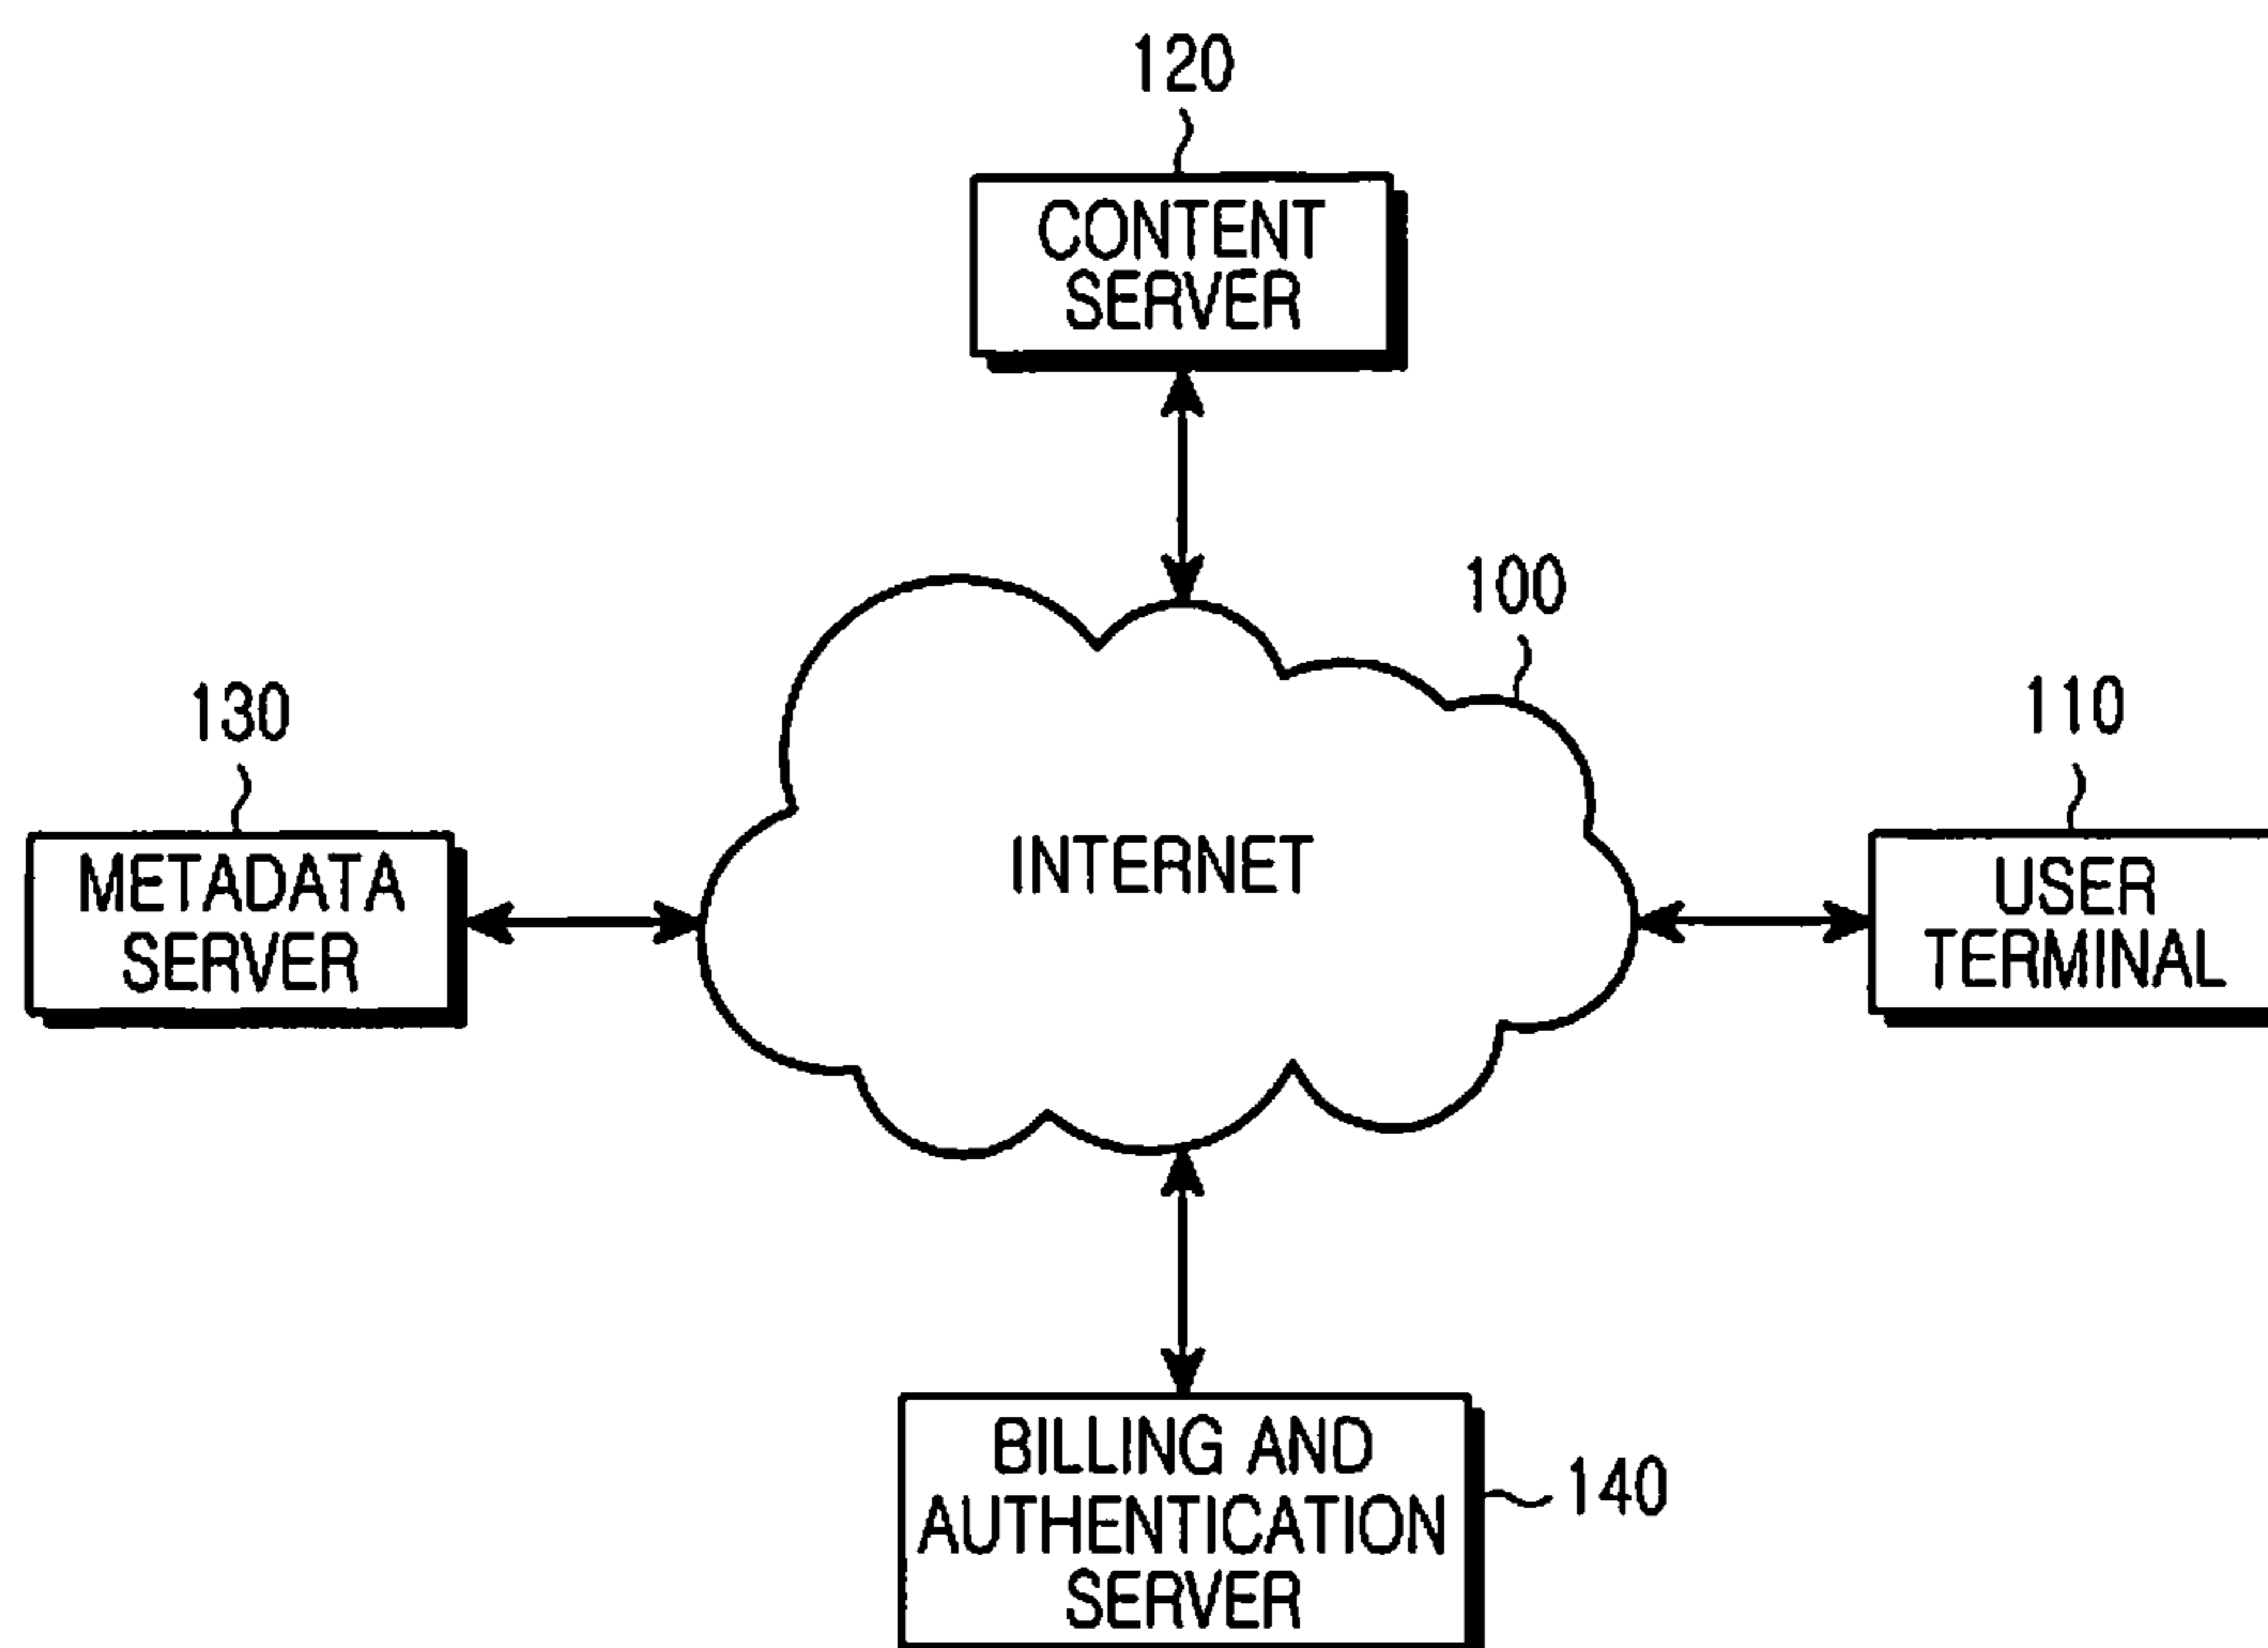 120
CONTENT
SERVER
100
130
110
INTERNET
METADATA
SERVER
USER
TERMINAL
BILLING AND
AUTHENTICATION
SERVER
140